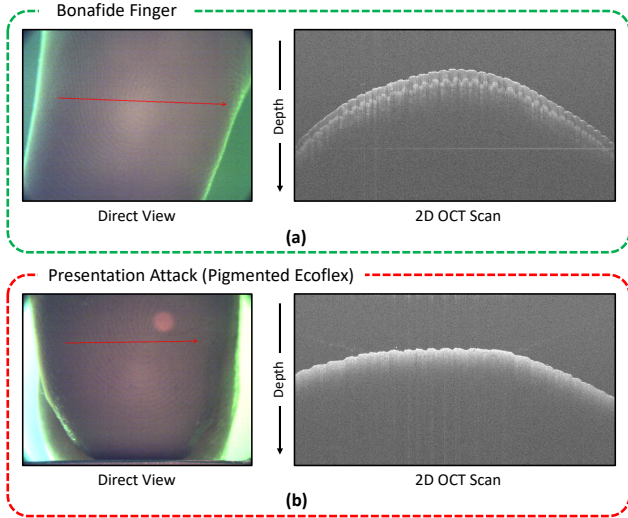 Bonafide Finger
Depth
Direct View
2D OCT Scan
(a)
Presentation Attack (Pigmented Ecoflex)
Depth
Direct View
2D OCT Scan
(b)